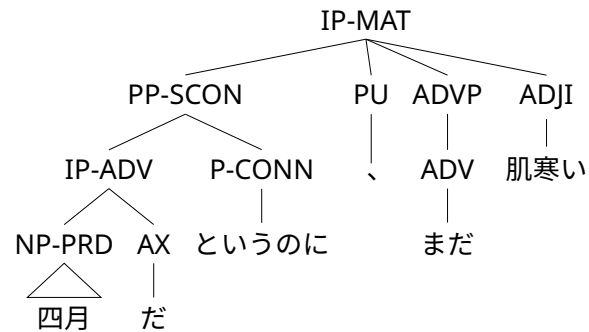 IP-MAT
PP-SCON PU ADVP ADJI
IP-ADV P-CONN 、 ADV 肌寒い
NP-PRD AX というのに まだ
四月 だ